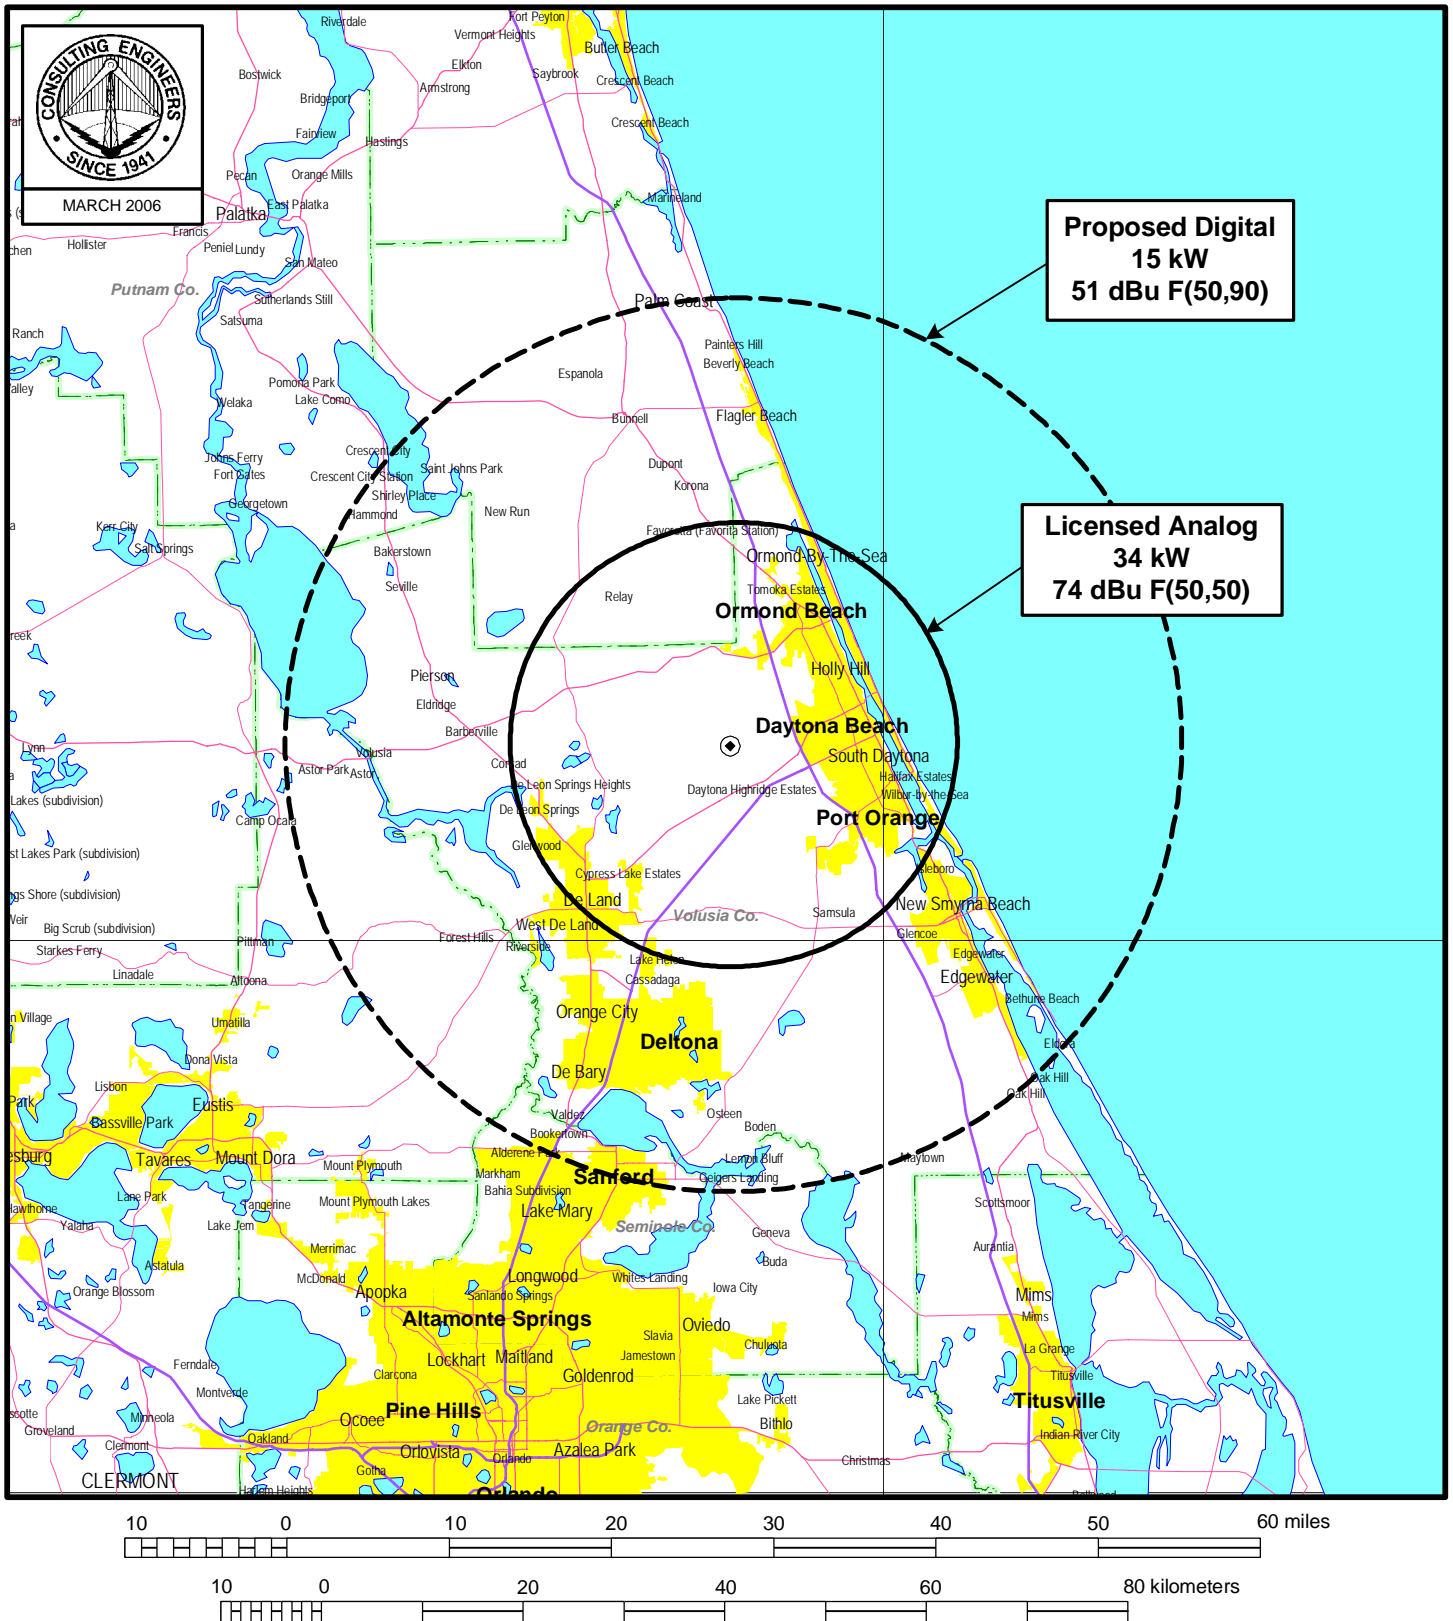 CONSULTING ENGINEERS
SINCE 1941
MARCH 2006
Riverdale
Fort Peyton
Vermont Heights
Butler Beach
Elkton
Saybrook
Crescent Beach
Bostwick
Armstrong
Bridgeport
Crescent Beach
Fairview
Hastings
Pecan
Orange Mills
Marineland
East Palatka
Palatka
Francis
Hollister
Peniel
Lundy
San Mateo
Putnam Co.
Sutherlands Still
Palm Coast
Satsuma
Proposed Digital
15 kW
51 dBu F(50,90)
Ranch
Painters Hill
Beverly Beach
Espanola
Pomona Park
Lake Como
Welaka
Bunnell
Flagler Beach
Johns Ferry
Crescent City
Fort Gates
Crescent City Station
Saint Johns Park
Dupont
Korona
Shirley Place
Georgetown
Hammond
New Run
Kerr City
Salt Springs
Bakerstown
Favoretta (Favorita Station)
Ormond-By-The-Sea
Licensed Analog
34 kW
74 dBu F(50,50)
Seville
Relay
Tomoka Estates
Ormond Beach
reek
Holly Hill
Pierson
Eldridge
Barberville
Daytona Beach
Lynn
Volusia
Astor Park
Astor
Conrad
South Daytona
Halifax Estates
De Leon Springs Heights
Daytona Highridge Estates
Wilbur-by-the-Sea
Lakes (subdivision)
De Leon Springs
Camp Ocala
Port Orange
Glenwood
st Lakes Park (subdivision)
Cypress Lake Estates
Isleboro
ngs Shore (subdivision)
De Land
New Smyrna Beach
Weir
Big Scrub (subdivision)
West De Land
Volusia Co.
Samsula
Glencoe
Pittman
Forest Hills
Riverside
Starkes Ferry
Lake Helen
Edgewater
Linadale
Altoona
Cassadaga
Edgewater
Bethune Beach
n Village
Umatilla
Orange City
Deltona
Eldora
Dona Vista
De Bary
Oak Hill
Lisbon
Oak Hill
Park
Eustis
Bassville Park
Valdez
Osteen
Bookertown
Boden
esburg
Tavares
Mount Dora
Mount Plymouth
Alderene Park
Lemon Bluff
Maytown
Markham
Sanford
Geigers Landing
Lane Park
Mount Plymouth Lakes
Bahia Subdivision
Hawthorne
Tangerine
Lake Mary
Scottsmoor
Yalaha
Lake Jem
Seminole Co.
Geneva
Merrimac
Aurantia
Astatula
McDonald
Longwood
Whites Landing
Buda
Orange Blossom
Apopka
Sanlando Springs
Iowa City
Mims
Altamonte Springs
Oviedo
Mims
Slavia
Chuluota
La Grange
Ferndale
Lockhart
Maitland
Jamestown
Clarcona
Goldenrod
Titusville
Montverde
Lake Pickett
Titusville
scotte
Minneola
Ocoee
Pine Hills
Orange Co.
Bithlo
Groveland
Oakland
Indian River City
Clermont
Orlovista
Orlando
Azalea Park
Christmas
Gotha
CLERMONT
Harlem Heights
Orlando
10 0 10 20 30 40 50 60 miles
10 0 20 40 60 80 kilometers